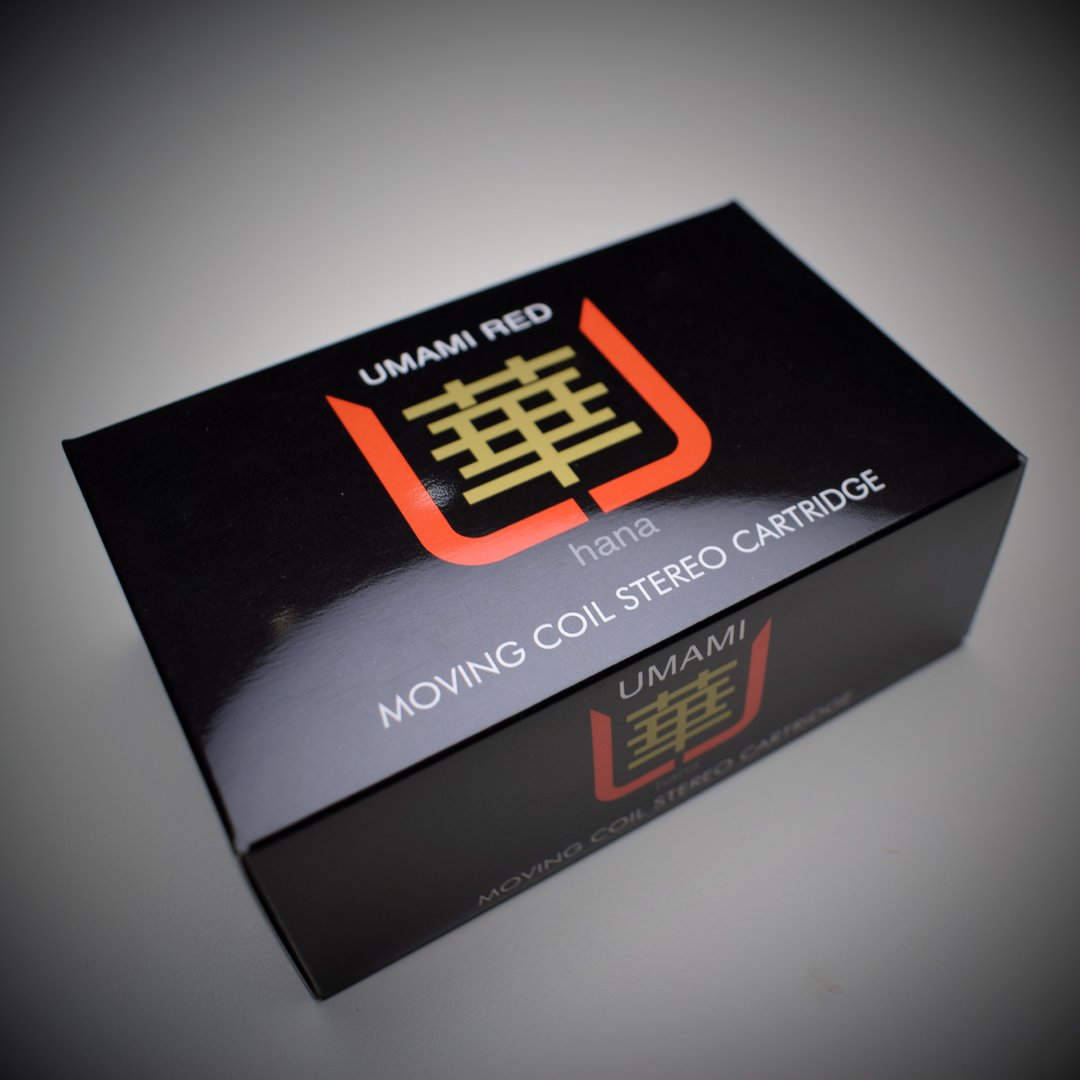 UMAMI RED
華
hana
MOVING COIL STEREO CARTRIDGE
UMAMI
華
hana
MOVING COIL STEREO CARTRIDGE